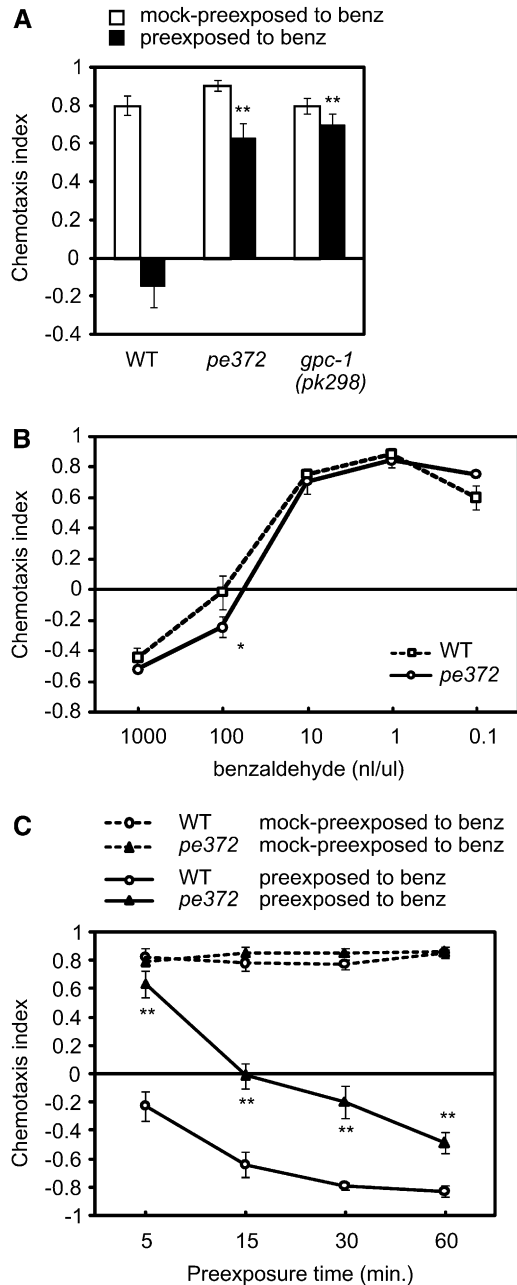 A
mock-preexposed to benz
preexposed to benz
Chemotaxis index
1
0.8
0.6
0.4
0.2
0
-0.2
-0.4
**
**
WT
pe372
gpc-1
(pk298)
B
Chemotaxis index
1
0.8
0.6
0.4
0.2
0
-0.2
-0.4
-0.6
-0.8
*
WT
pe372
1000 100 10 1 0.1
benzaldehyde (nl/ul)
C
WT mock-preexposed to benz
pe372 mock-preexposed to benz
WT preexposed to benz
pe372 preexposed to benz
Chemotaxis index
1
0.8
0.6
0.4
0.2
0
-0.2
-0.4
-0.6
-0.8
-1
**
**
**
**
5 15 30 60
Preexposure time (min.)